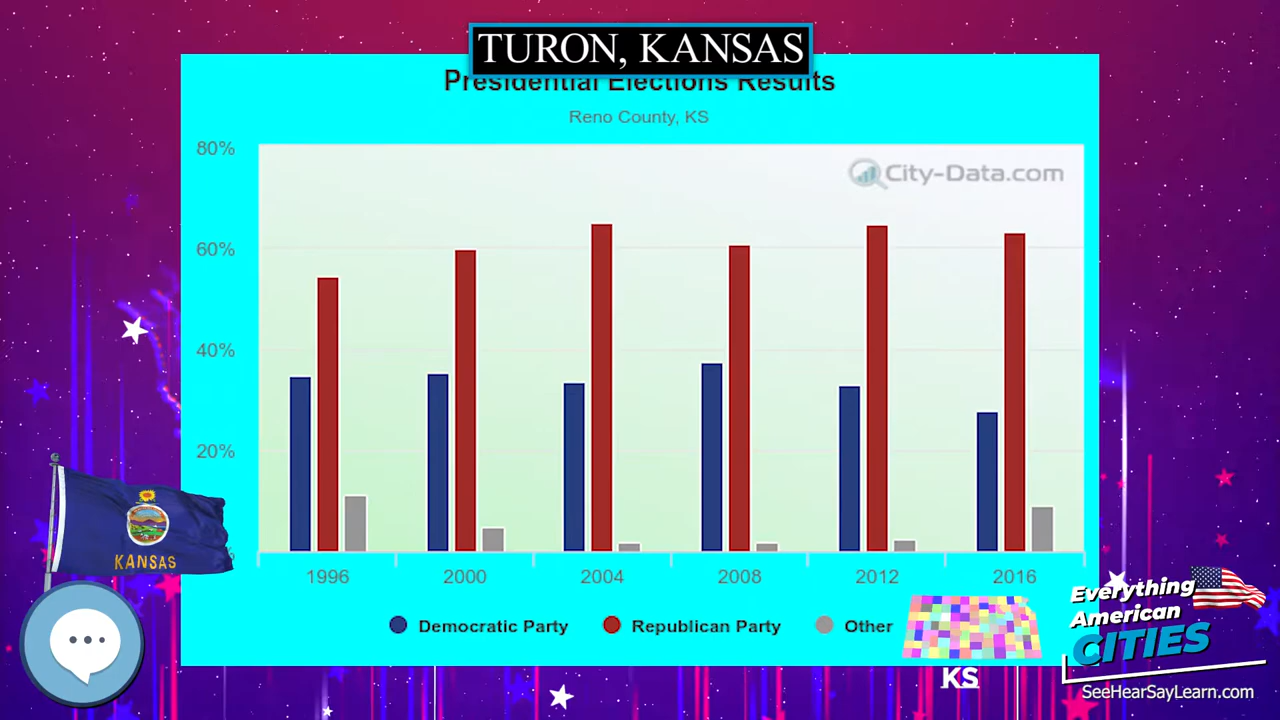 TURON, KANSAS
Presidential Elections Results
Reno County, KS
80%
City-Data.com
60%
40%
20%
KANSAS
1996 2000 2004 2008 2012 2016
Democratic Party Republican Party Other
Everything
American
CITIES
KS
SeeHearSayLearn.com